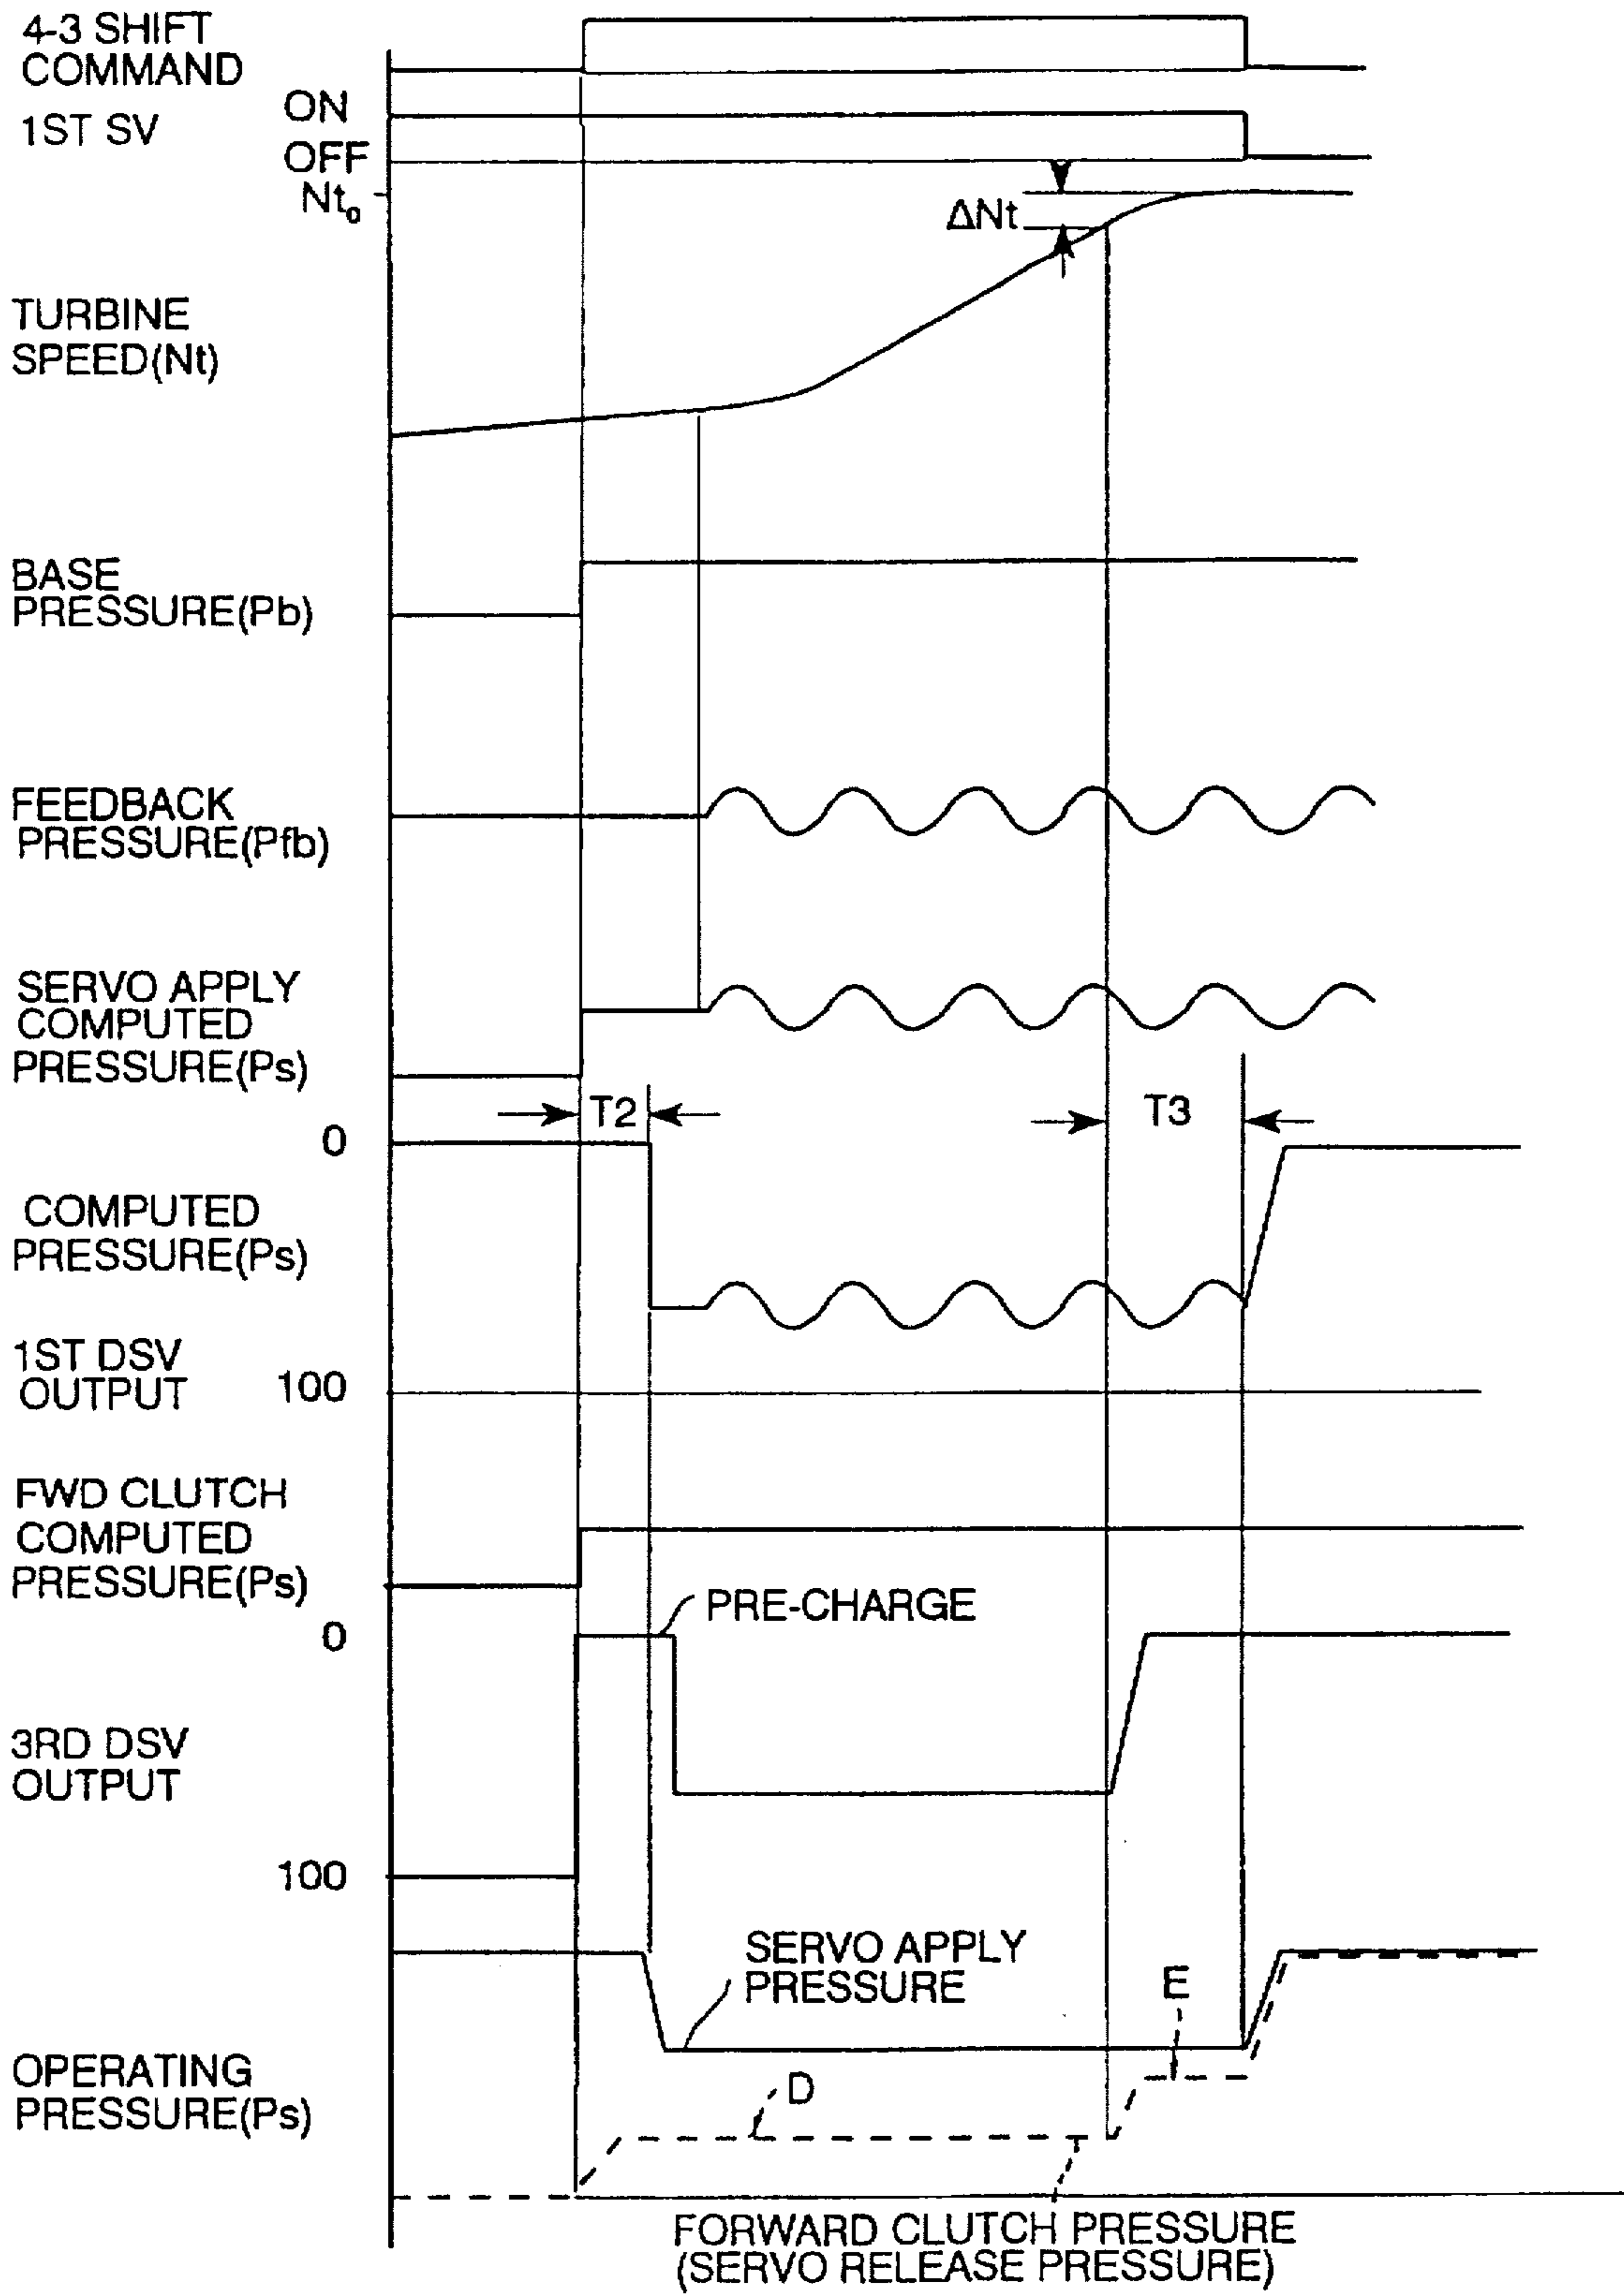 4-3 SHIFT
COMMAND
ON
1ST SV
OFF
Nt₀
ΔNt
TURBINE
SPEED(Nt)
BASE
PRESSURE(Pb)
FEEDBACK
PRESSURE(Pfb)
SERVO APPLY
COMPUTED
PRESSURE(Ps)
T2
T3
0
COMPUTED
PRESSURE(Ps)
1ST DSV
OUTPUT
100
FWD CLUTCH
COMPUTED
PRESSURE(Ps)
PRE-CHARGE
0
3RD DSV
OUTPUT
100
SERVO APPLY
PRESSURE
E
OPERATING
PRESSURE(Ps)
D
FORWARD CLUTCH PRESSURE
(SERVO RELEASE PRESSURE)